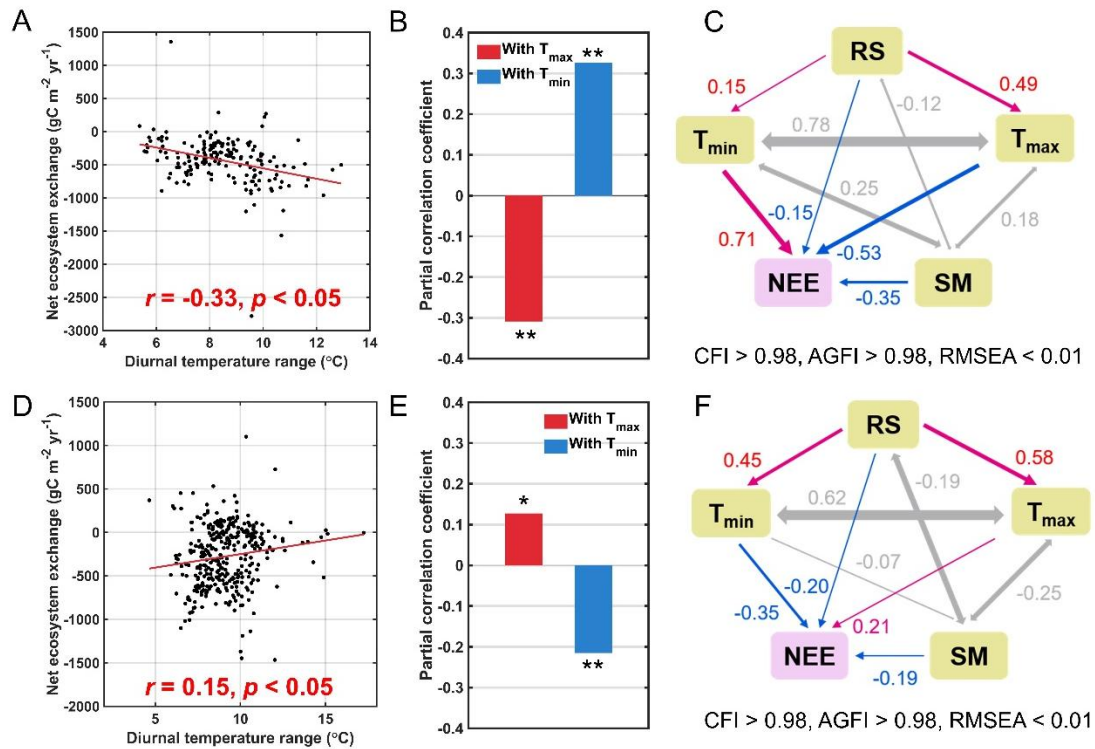 A
Net ecosystem exchange (gC m⁻² yr⁻¹)
1500
1000
500
0
-500
-1000
-1500
-2000
-2500
-3000
4
6
8
10
12
14
Diurnal temperature range (°C)
r = -0.33, p < 0.05
B
Partial correlation coefficient
0.4
0.3
0.2
0.1
0
-0.1
-0.2
-0.3
-0.4
With Tmax
With Tmin
**
**
C
RS
0.15
0.49
-0.12
Tmin
0.78
Tmax
0.25
-0.15
0.18
0.71
-0.53
NEE
-0.35
SM
CFI > 0.98, AGFI > 0.98, RMSEA < 0.01
D
Net ecosystem exchange (gC m⁻² yr⁻¹)
1500
1000
500
0
-500
-1000
-1500
-2000
5
10
15
Diurnal temperature range (°C)
r = 0.15, p < 0.05
E
Partial correlation coefficient
0.4
0.3
0.2
0.1
0
-0.1
-0.2
-0.3
-0.4
With Tmax
With Tmin
*
**
F
RS
0.45
0.58
-0.19
Tmin
0.62
Tmax
-0.07
-0.20
-0.25
-0.35
0.21
NEE
-0.19
SM
CFI > 0.98, AGFI > 0.98, RMSEA < 0.01